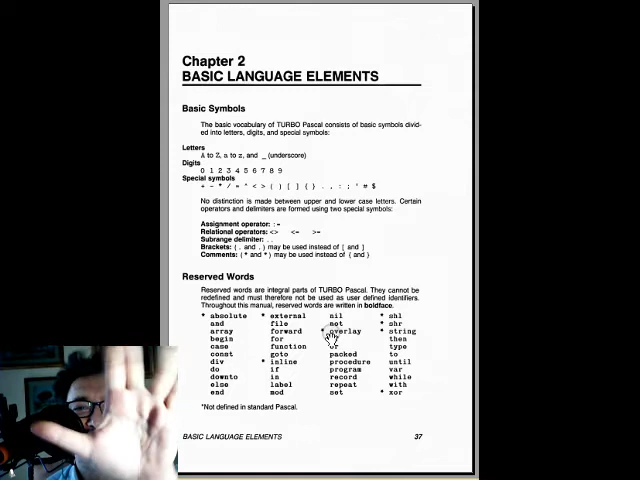 Chapter 2
BASIC LANGUAGE ELEMENTS
Basic Symbols
The basic vocabulary of TURBO Pascal consists of basic symbols divid-
ed into letters, digits, and special symbols:
Letters
A to Z, a to z, and _ (underscore)
Digits
0 1 2 3 4 5 6 7 8 9
Special symbols
+ - * / = ^ < > ( ) [ ] { } . , : ; ' # $
No distinction is made between upper and lower case letters. Certain
operators and delimiters are formed using two special symbols:
Assignment operator: :=
Relational operators: <> <= >=
Subrange delimiter: ..
Brackets: (. and .) may be used instead of [ and ]
Comments: (* and *) may be used instead of { and }
Reserved Words
Reserved words are integral parts of TURBO Pascal. They cannot be
redefined and must therefore not be used as user defined identifiers.
Throughout this manual, reserved words are written in boldface.
* absolute * external nil * shl
and file not * shr
array forward * overlay * string
begin for then
case function or type
const goto packed to
div * inline procedure until
do if program var
downto in record while
else label repeat with
end mod set * xor
*Not defined in standard Pascal.
BASIC LANGUAGE ELEMENTS 37